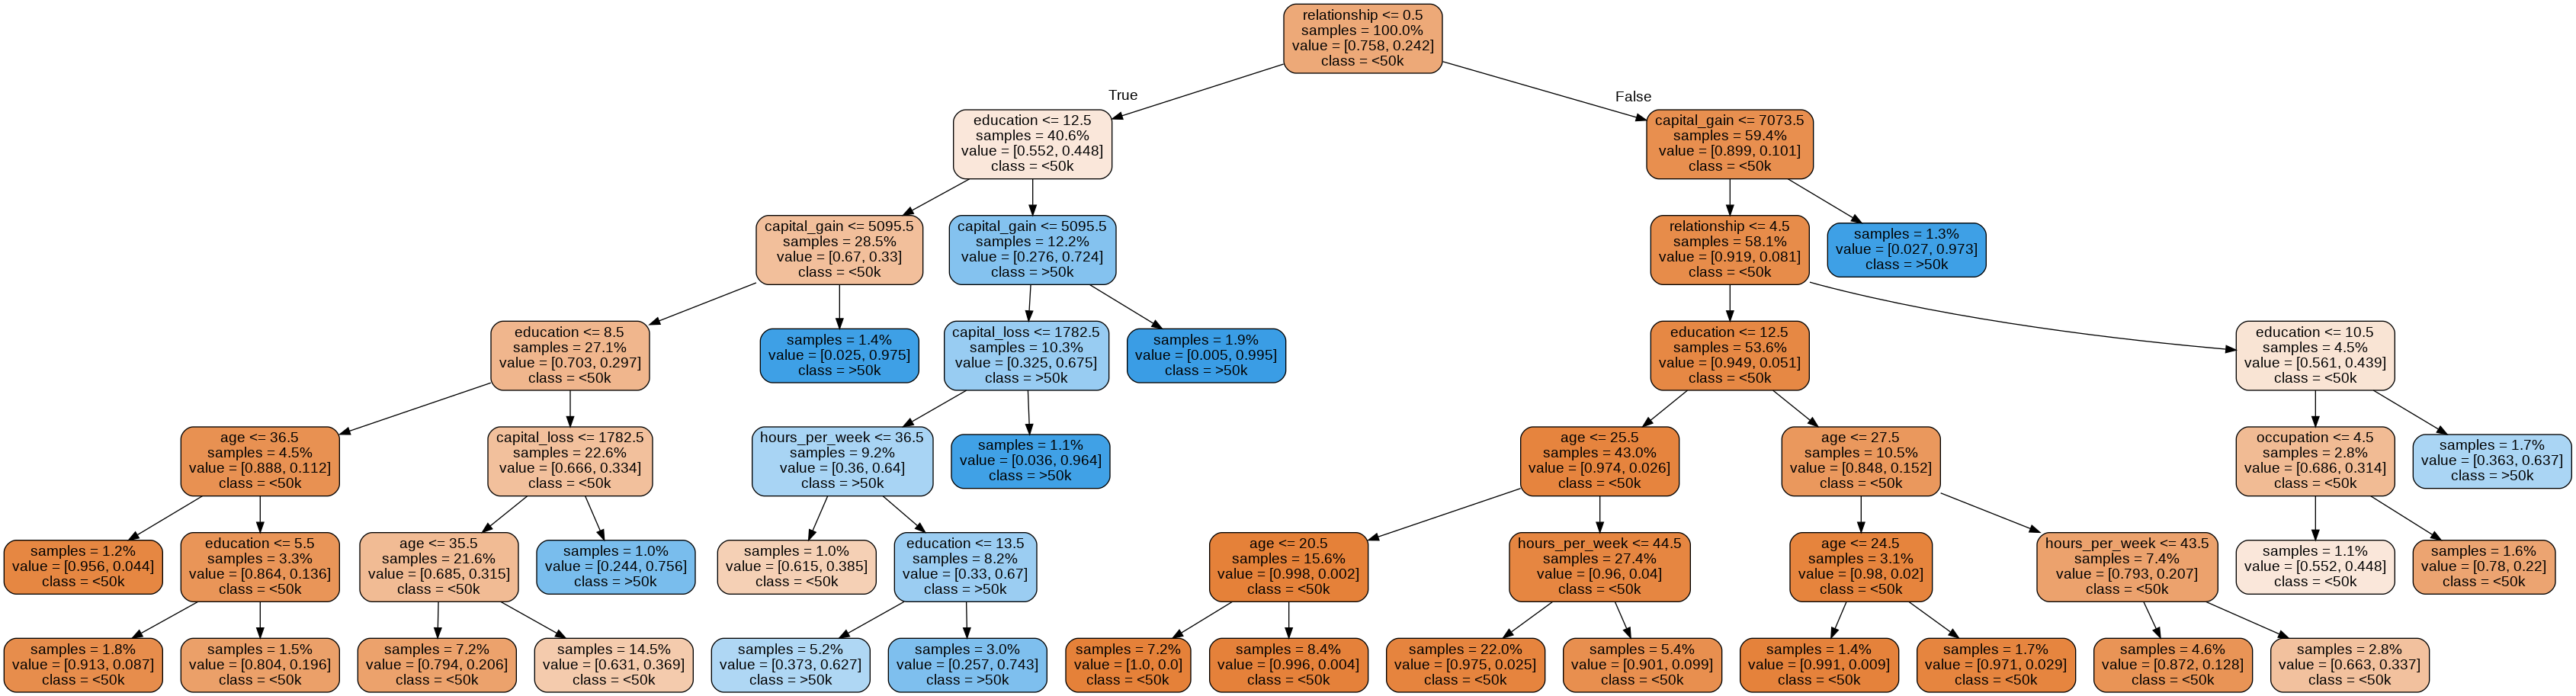 relationship <= 0.5
samples = 100.0%
value = [0.758, 0.242]
class = <50k
True
False
education <= 12.5
samples = 40.6%
value = [0.552, 0.448]
class = <50k
capital_gain <= 7073.5
samples = 59.4%
value = [0.899, 0.101]
class = <50k
capital_gain <= 5095.5
samples = 28.5%
value = [0.67, 0.33]
class = <50k
capital_gain <= 5095.5
samples = 12.2%
value = [0.276, 0.724]
class = >50k
relationship <= 4.5
samples = 58.1%
value = [0.919, 0.081]
class = <50k
samples = 1.3%
value = [0.027, 0.973]
class = >50k
education <= 8.5
samples = 27.1%
value = [0.703, 0.297]
class = <50k
samples = 1.4%
value = [0.025, 0.975]
class = >50k
capital_loss <= 1782.5
samples = 10.3%
value = [0.325, 0.675]
class = >50k
samples = 1.9%
value = [0.005, 0.995]
class = >50k
education <= 12.5
samples = 53.6%
value = [0.949, 0.051]
class = <50k
education <= 10.5
samples = 4.5%
value = [0.561, 0.439]
class = <50k
age <= 36.5
samples = 4.5%
value = [0.888, 0.112]
class = <50k
capital_loss <= 1782.5
samples = 22.6%
value = [0.666, 0.334]
class = <50k
hours_per_week <= 36.5
samples = 9.2%
value = [0.36, 0.64]
class = >50k
samples = 1.1%
value = [0.036, 0.964]
class = >50k
age <= 25.5
samples = 43.0%
value = [0.974, 0.026]
class = <50k
age <= 27.5
samples = 10.5%
value = [0.848, 0.152]
class = <50k
occupation <= 4.5
samples = 2.8%
value = [0.686, 0.314]
class = <50k
samples = 1.7%
value = [0.363, 0.637]
class = >50k
samples = 1.2%
value = [0.956, 0.044]
class = <50k
education <= 5.5
samples = 3.3%
value = [0.864, 0.136]
class = <50k
age <= 35.5
samples = 21.6%
value = [0.685, 0.315]
class = <50k
samples = 1.0%
value = [0.244, 0.756]
class = >50k
samples = 1.0%
value = [0.615, 0.385]
class = <50k
education <= 13.5
samples = 8.2%
value = [0.33, 0.67]
class = >50k
age <= 20.5
samples = 15.6%
value = [0.998, 0.002]
class = <50k
hours_per_week <= 44.5
samples = 27.4%
value = [0.96, 0.04]
class = <50k
age <= 24.5
samples = 3.1%
value = [0.98, 0.02]
class = <50k
hours_per_week <= 43.5
samples = 7.4%
value = [0.793, 0.207]
class = <50k
samples = 1.1%
value = [0.552, 0.448]
class = <50k
samples = 1.6%
value = [0.78, 0.22]
class = <50k
samples = 1.8%
value = [0.913, 0.087]
class = <50k
samples = 1.5%
value = [0.804, 0.196]
class = <50k
samples = 7.2%
value = [0.794, 0.206]
class = <50k
samples = 14.5%
value = [0.631, 0.369]
class = <50k
samples = 5.2%
value = [0.373, 0.627]
class = >50k
samples = 3.0%
value = [0.257, 0.743]
class = >50k
samples = 7.2%
value = [1.0, 0.0]
class = <50k
samples = 8.4%
value = [0.996, 0.004]
class = <50k
samples = 22.0%
value = [0.975, 0.025]
class = <50k
samples = 5.4%
value = [0.901, 0.099]
class = <50k
samples = 1.4%
value = [0.991, 0.009]
class = <50k
samples = 1.7%
value = [0.971, 0.029]
class = <50k
samples = 4.6%
value = [0.872, 0.128]
class = <50k
samples = 2.8%
value = [0.663, 0.337]
class = <50k